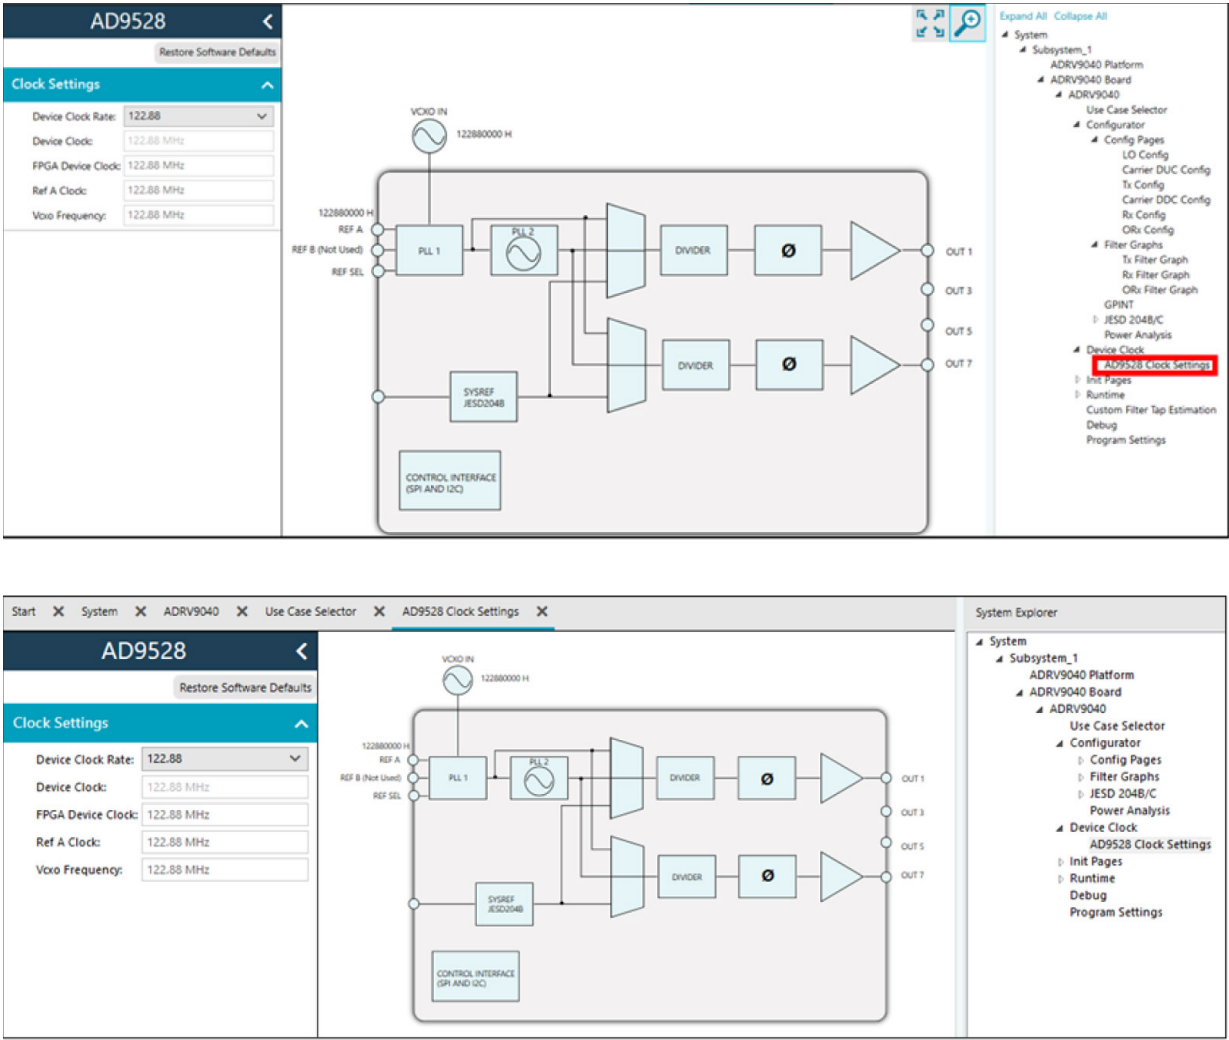 AD9528
Restore Software Defaults
Clock Settings
Device Clock Rate: 122.88
Device Clock: 122.88 MHz
FPGA Device Clock: 122.88 MHz
Ref A Clock: 122.88 MHz
Vcxo Frequency: 122.88 MHz
VCXO IN
122880000 H
122880000 H
REF A
REF B (Not Used)
REF SEL
PLL 1
PLL 2
DIVIDER
Ø
OUT 1
OUT 3
OUT 5
DIVIDER
Ø
OUT 7
SYSREF
JESD204B
CONTROL INTERFACE
(SPI AND I2C)
Expand All Collapse All
System
Subsystem_1
ADRV9040 Platform
ADRV9040 Board
ADRV9040
Use Case Selector
Configurator
Config Pages
LO Config
Carrier DUC Config
Tx Config
Carrier DDC Config
Rx Config
ORx Config
Filter Graphs
Tx Filter Graph
Rx Filter Graph
ORx Filter Graph
GPINT
JESD 204B/C
Power Analysis
Device Clock
AD9528 Clock Settings
Init Pages
Runtime
Custom Filter Tap Estimation
Debug
Program Settings
Start System ADRV9040 Use Case Selector AD9528 Clock Settings
AD9528
Restore Software Defaults
Clock Settings
Device Clock Rate: 122.88
Device Clock: 122.88 MHz
FPGA Device Clock: 122.88 MHz
Ref A Clock: 122.88 MHz
Vcxo Frequency: 122.88 MHz
VCXO IN
122880000 H
122880000 H
REF A
REF B (Not Used)
REF SEL
PLL 1
PLL 2
DIVIDER
Ø
OUT 1
OUT 3
OUT 5
DIVIDER
Ø
OUT 7
SYSREF
JESD204B
CONTROL INTERFACE
(SPI AND I2C)
System Explorer
System
Subsystem_1
ADRV9040 Platform
ADRV9040 Board
ADRV9040
Use Case Selector
Configurator
Config Pages
Filter Graphs
JESD 204B/C
Power Analysis
Device Clock
AD9528 Clock Settings
Init Pages
Runtime
Debug
Program Settings